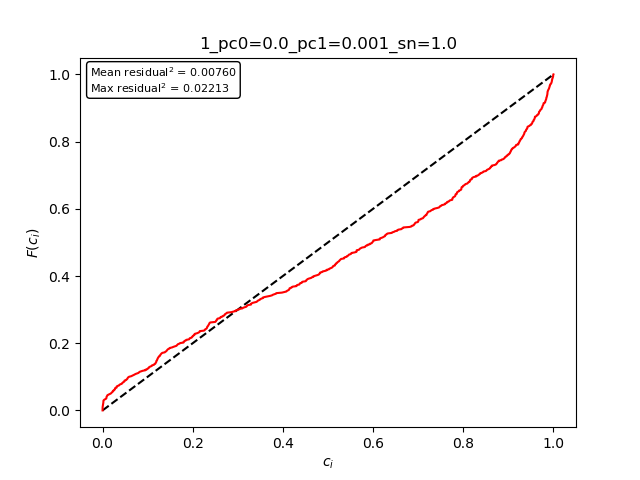 1_pc0=0.0_pc1=0.001_sn=1.0
Mean residual² = 0.00760
Max residual² = 0.02213
1.0
0.8
0.6
0.4
0.2
0.0
F(cᵢ)
0.0 0.2 0.4 0.6 0.8 1.0
cᵢ